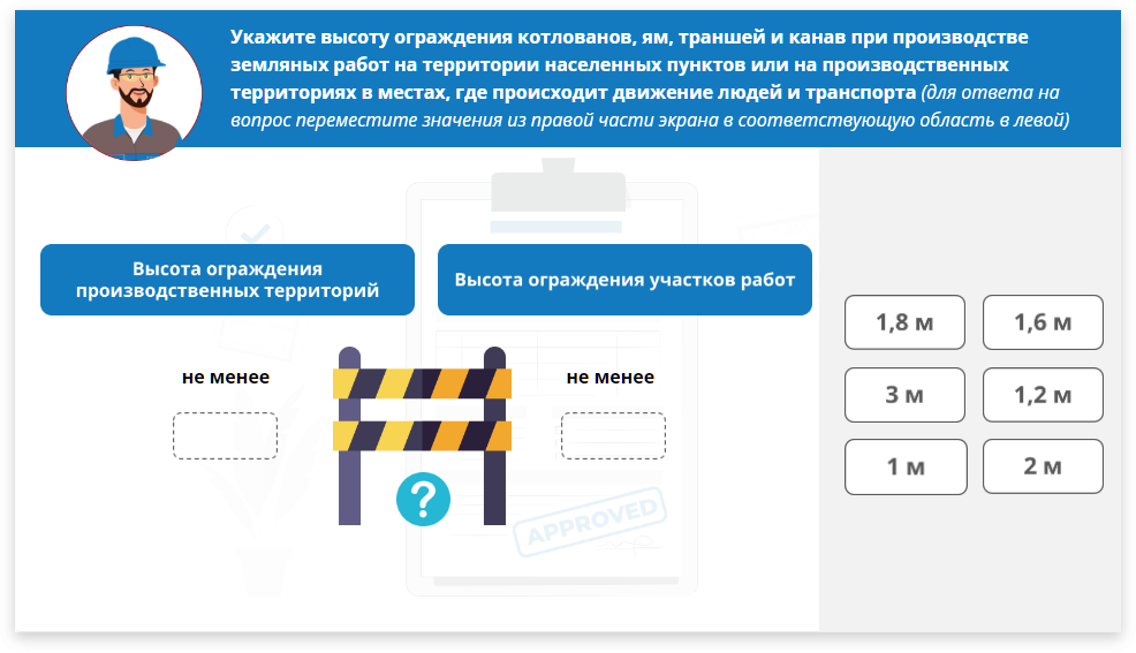 Укажите высоту ограждения котлованов, ям, траншей и канав при производстве
земляных работ на территории населенных пунктов или на производственных
территориях в местах, где происходит движение людей и транспорта (для ответа на
вопрос переместите значения из правой части экрана в соответствующую область в левой)
Высота ограждения
производственных территорий
Высота ограждения участков работ
не менее
не менее
?
APPROVED
1,8 м
1,6 м
3 м
1,2 м
1 м
2 м